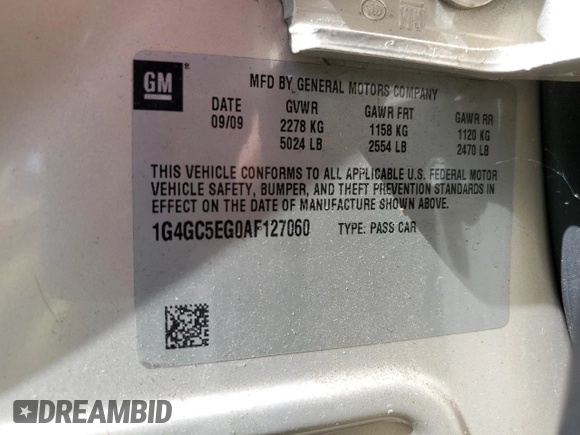 GM
®
MFD BY GENERAL MOTORS COMPANY
DATE GVWR GAWR FRT GAWR RR
09/09 2278 KG 1158 KG 1120 KG
5024 LB 2554 LB 2470 LB
THIS VEHICLE CONFORMS TO ALL APPLICABLE U.S. FEDERAL MOTOR
VEHICLE SAFETY, BUMPER, AND THEFT PREVENTION STANDARDS IN
EFFECT ON THE DATE OF MANUFACTURE SHOWN ABOVE.
1G4GC5EG0AF127060 TYPE: PASS CAR
DREAMBID